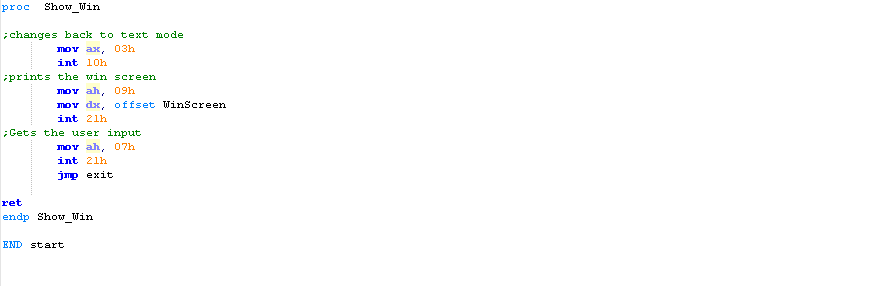 proc  Show_Win
;changes back to text mode
mov ax, 03h
int 10h
;prints the win screen
mov ah, 09h
mov dx, offset WinScreen
int 21h
;Gets the user input
mov ah, 07h
int 21h
jmp exit
ret
endp Show_Win
END start